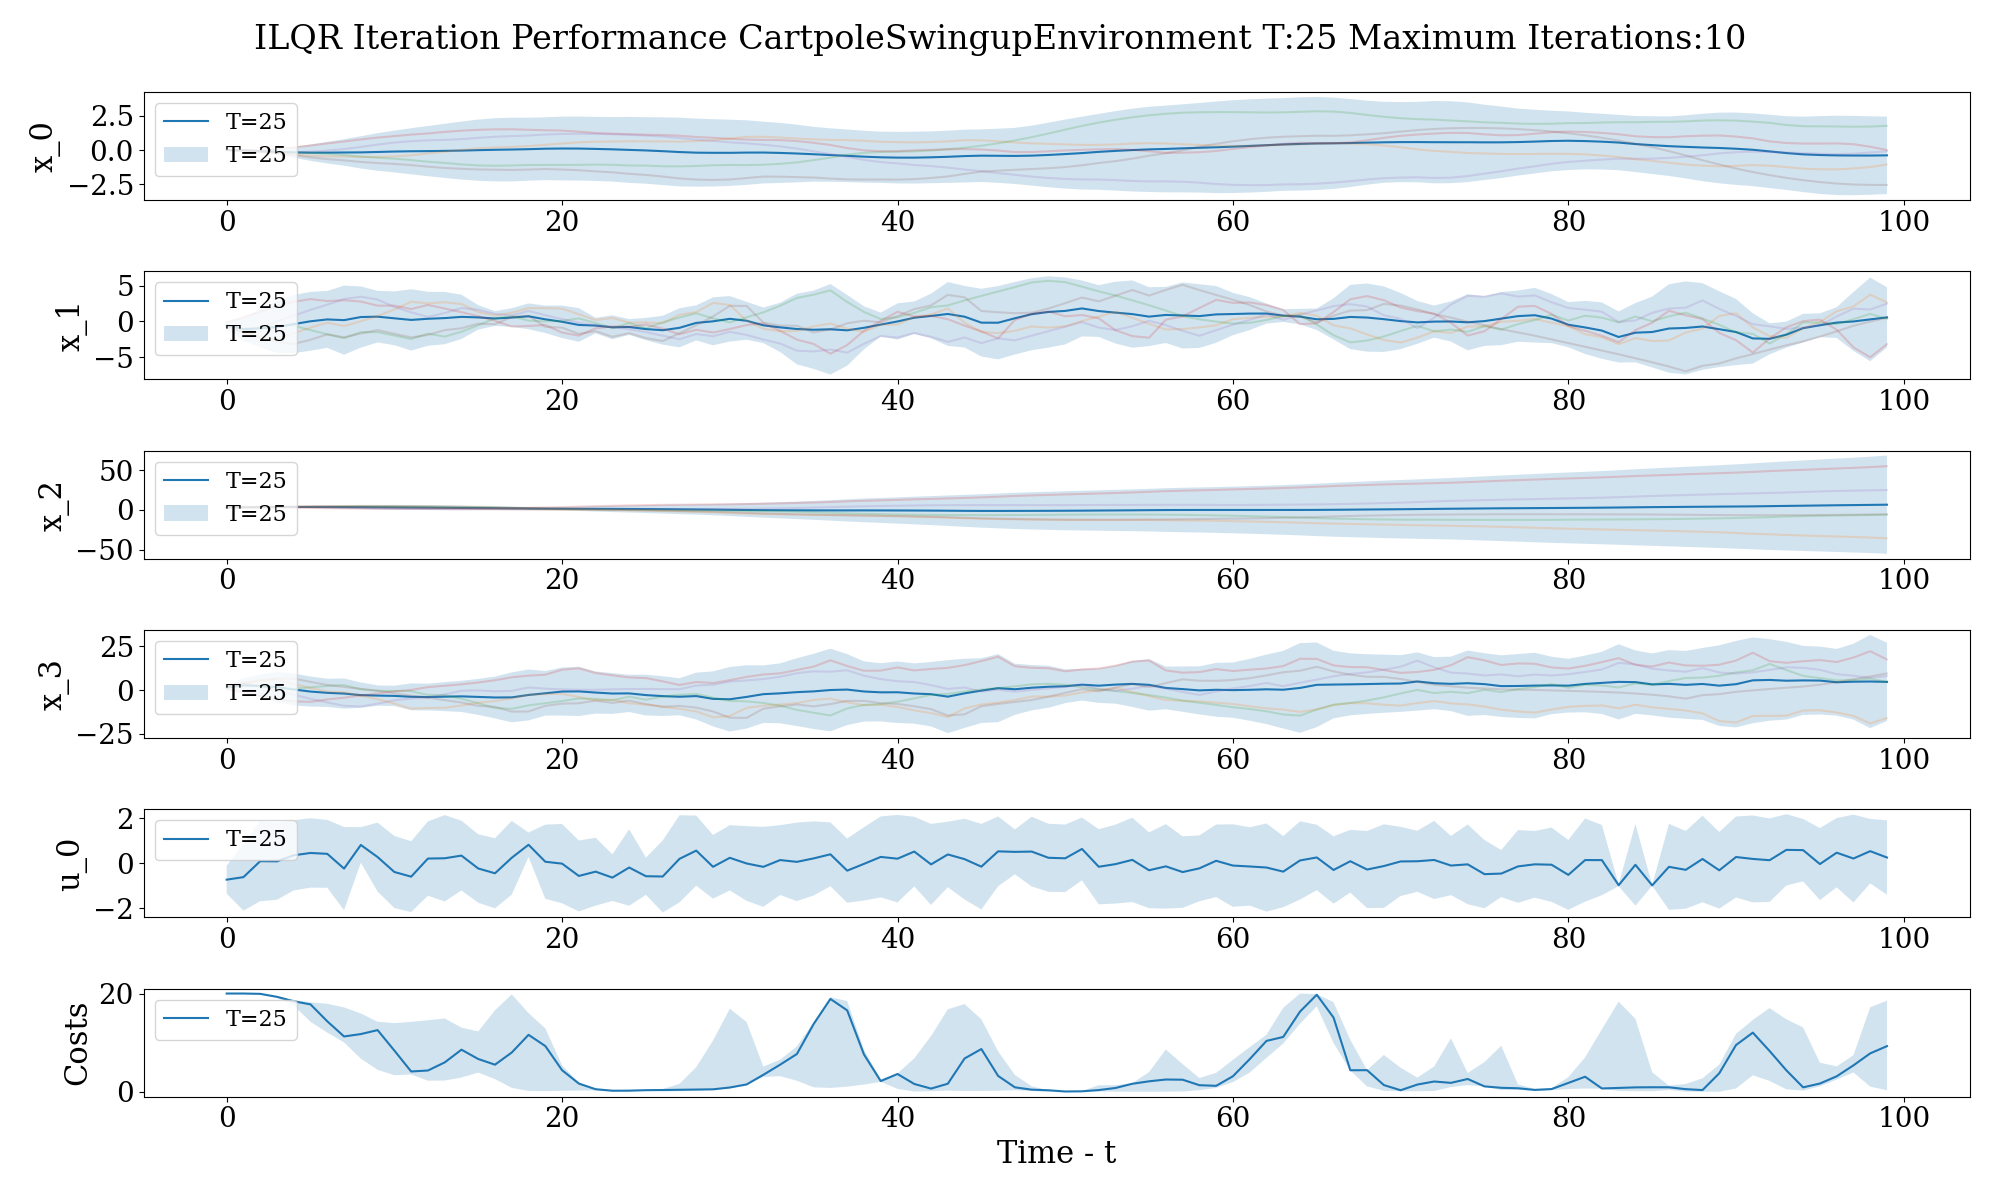 ILQR Iteration Performance CartpoleSwingupEnvironment T:25 Maximum Iterations:10
x_0
2.5
0.0
−2.5
T=25
T=25
0 20 40 60 80 100
x_1
5
0
−5
T=25
T=25
0 20 40 60 80 100
x_2
50
0
−50
T=25
T=25
0 20 40 60 80 100
x_3
25
0
−25
T=25
T=25
0 20 40 60 80 100
u_0
2
0
−2
T=25
0 20 40 60 80 100
Costs
20
0
T=25
0 20 40 60 80 100
Time - t